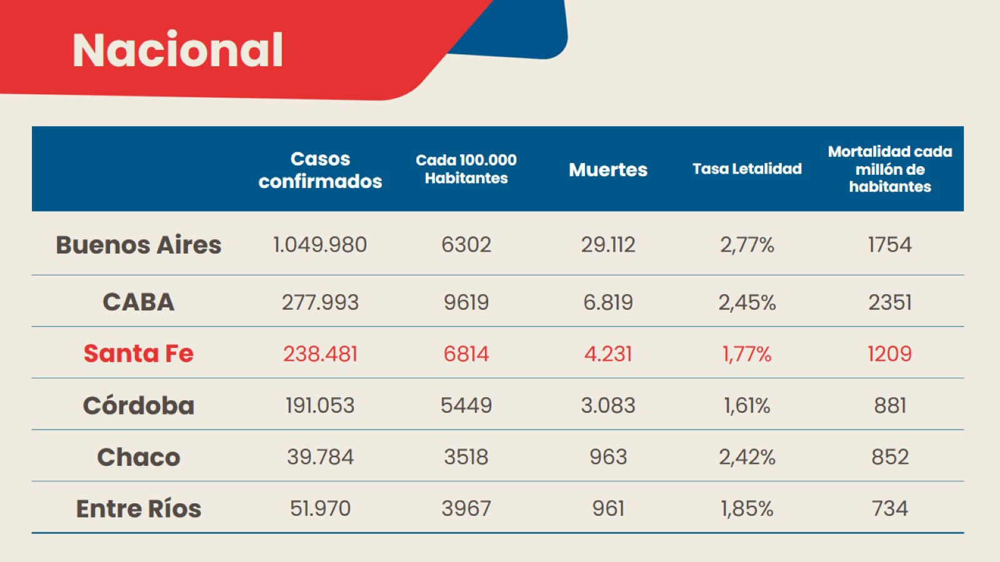 Nacional
Casos confirmados Cada 100.000 Habitantes Muertes Tasa Letalidad Mortalidad cada millón de habitantes
Buenos Aires 1.049.980 6302 29.112 2,77% 1754
CABA 277.993 9619 6.819 2,45% 2351
Santa Fe 238.481 6814 4.231 1,77% 1209
Córdoba 191.053 5449 3.083 1,61% 881
Chaco 39.784 3518 963 2,42% 852
Entre Ríos 51.970 3967 961 1,85% 734